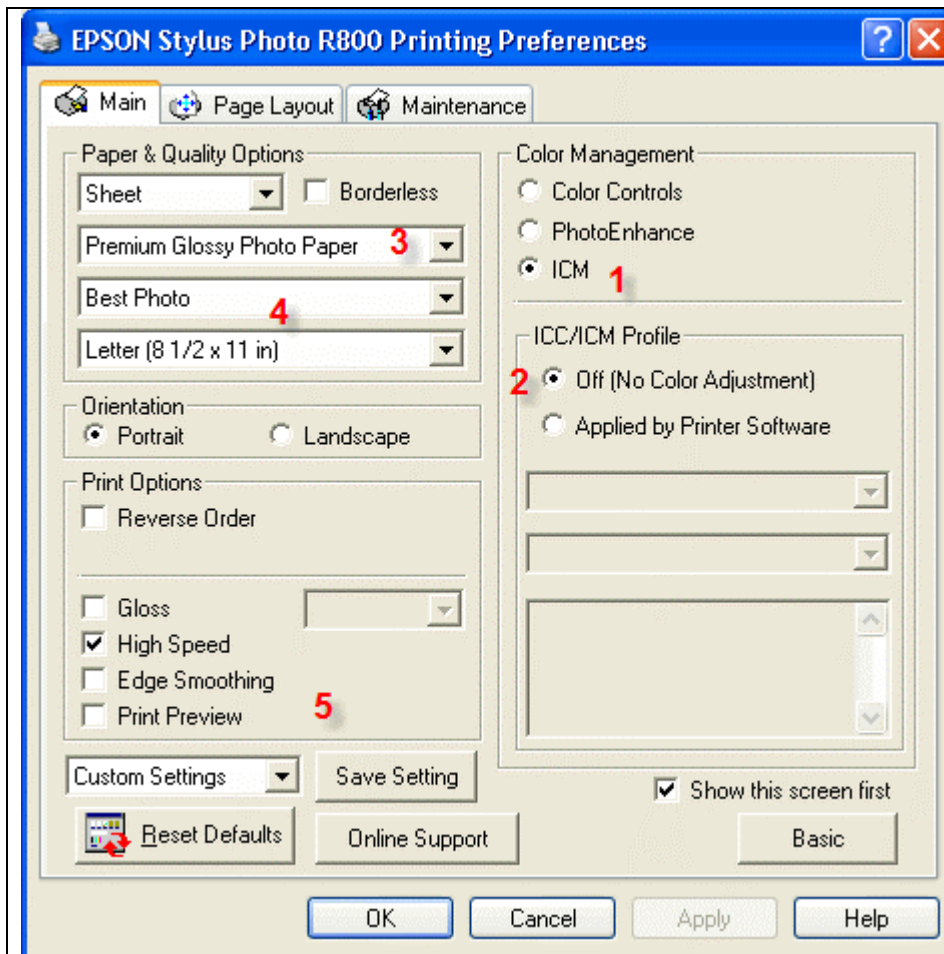 EPSON Stylus Photo R800 Printing Preferences
Main Page Layout Maintenance
Paper & Quality Options
Sheet Borderless
Premium Glossy Photo Paper 3
Best Photo
4
Letter (8 1/2 x 11 in)
Orientation
Portrait Landscape
Print Options
Reverse Order
Gloss
High Speed
Edge Smoothing
Print Preview 5
Custom Settings Save Setting
Reset Defaults Online Support
Color Management
Color Controls
PhotoEnhance
ICM 1
ICC/ICM Profile
2 Off (No Color Adjustment)
Applied by Printer Software
Show this screen first
Basic
OK Cancel Apply Help